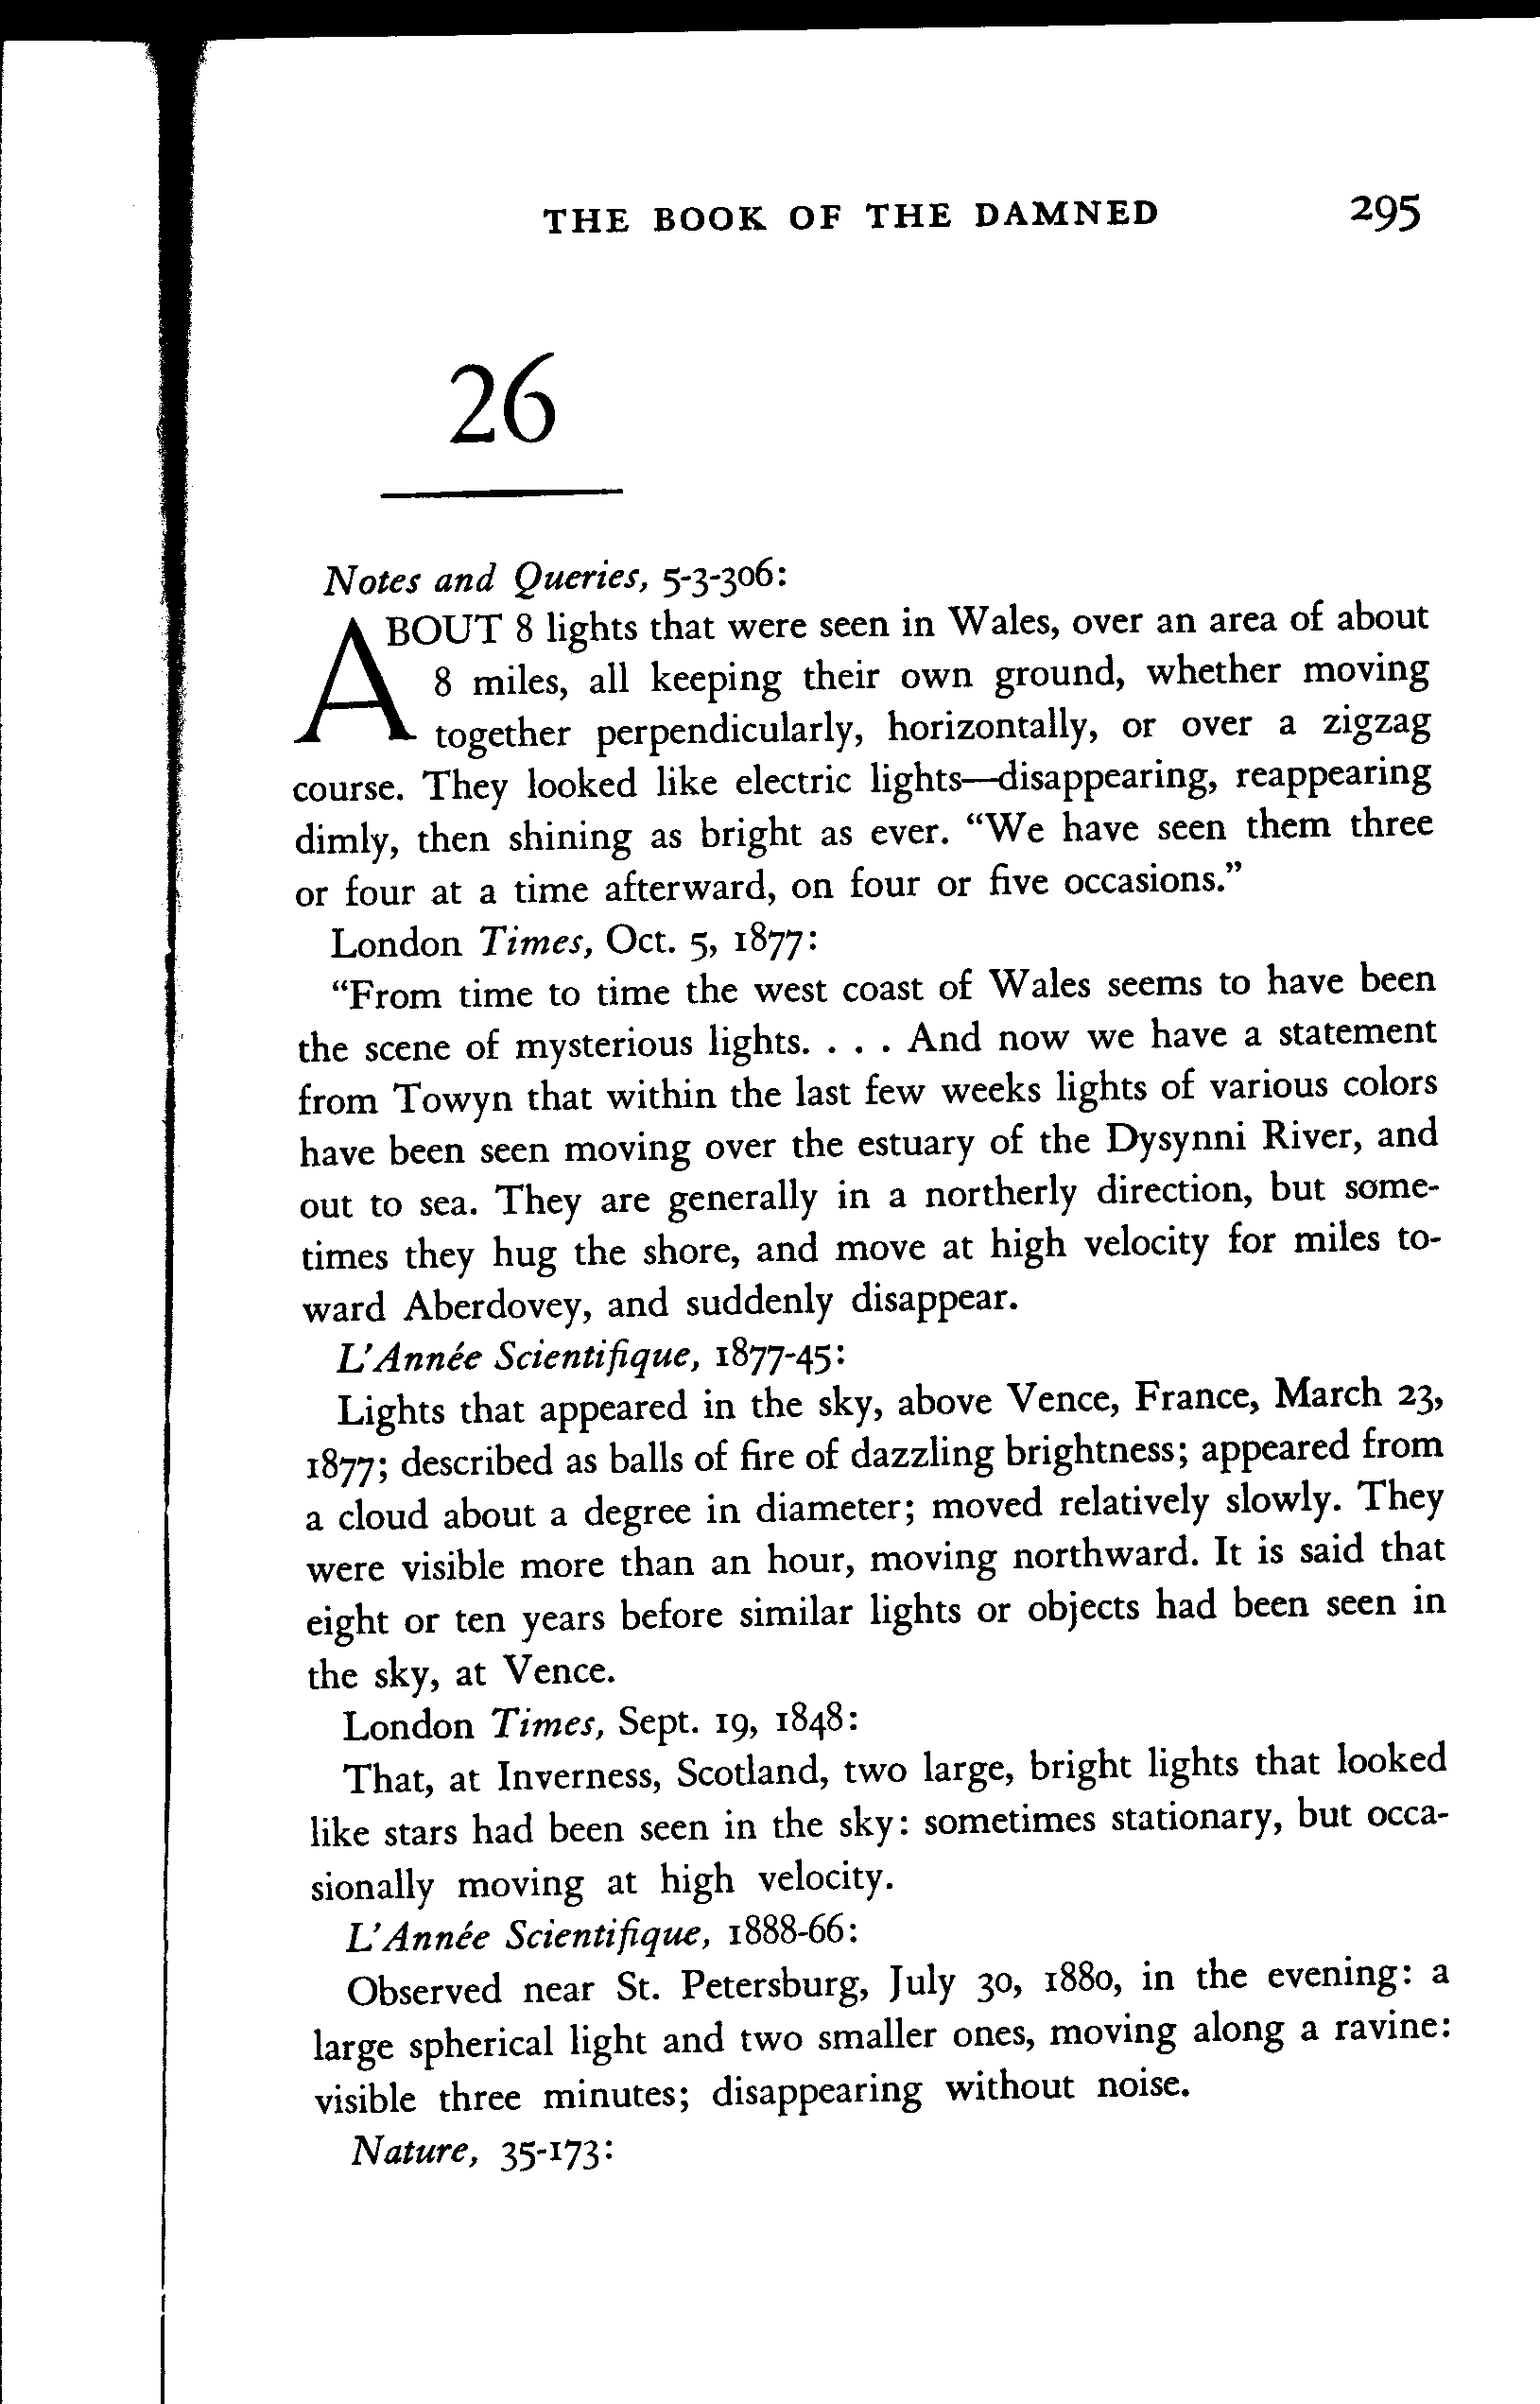 THE BOOK OF THE DAMNED 295
26
Notes and Queries, 5-3-306:
ABOUT 8 lights that were seen in Wales, over an area of about
8 miles, all keeping their own ground, whether moving
together perpendicularly, horizontally, or over a zigzag
course. They looked like electric lights—disappearing, reappearing
dimly, then shining as bright as ever. “We have seen them three
or four at a time afterward, on four or five occasions.”
London Times, Oct. 5, 1877:
“From time to time the west coast of Wales seems to have been
the scene of mysterious lights. . . . And now we have a statement
from Towyn that within the last few weeks lights of various colors
have been seen moving over the estuary of the Dysynni River, and
out to sea. They are generally in a northerly direction, but some-
times they hug the shore, and move at high velocity for miles to-
ward Aberdovey, and suddenly disappear.
L’Année Scientifique, 1877-45:
Lights that appeared in the sky, above Vence, France, March 23,
1877; described as balls of fire of dazzling brightness; appeared from
a cloud about a degree in diameter; moved relatively slowly. They
were visible more than an hour, moving northward. It is said that
eight or ten years before similar lights or objects had been seen in
the sky, at Vence.
London Times, Sept. 19, 1848:
That, at Inverness, Scotland, two large, bright lights that looked
like stars had been seen in the sky: sometimes stationary, but occa-
sionally moving at high velocity.
L’Année Scientifique, 1888-66:
Observed near St. Petersburg, July 30, 1880, in the evening: a
large spherical light and two smaller ones, moving along a ravine:
visible three minutes; disappearing without noise.
Nature, 35-173: